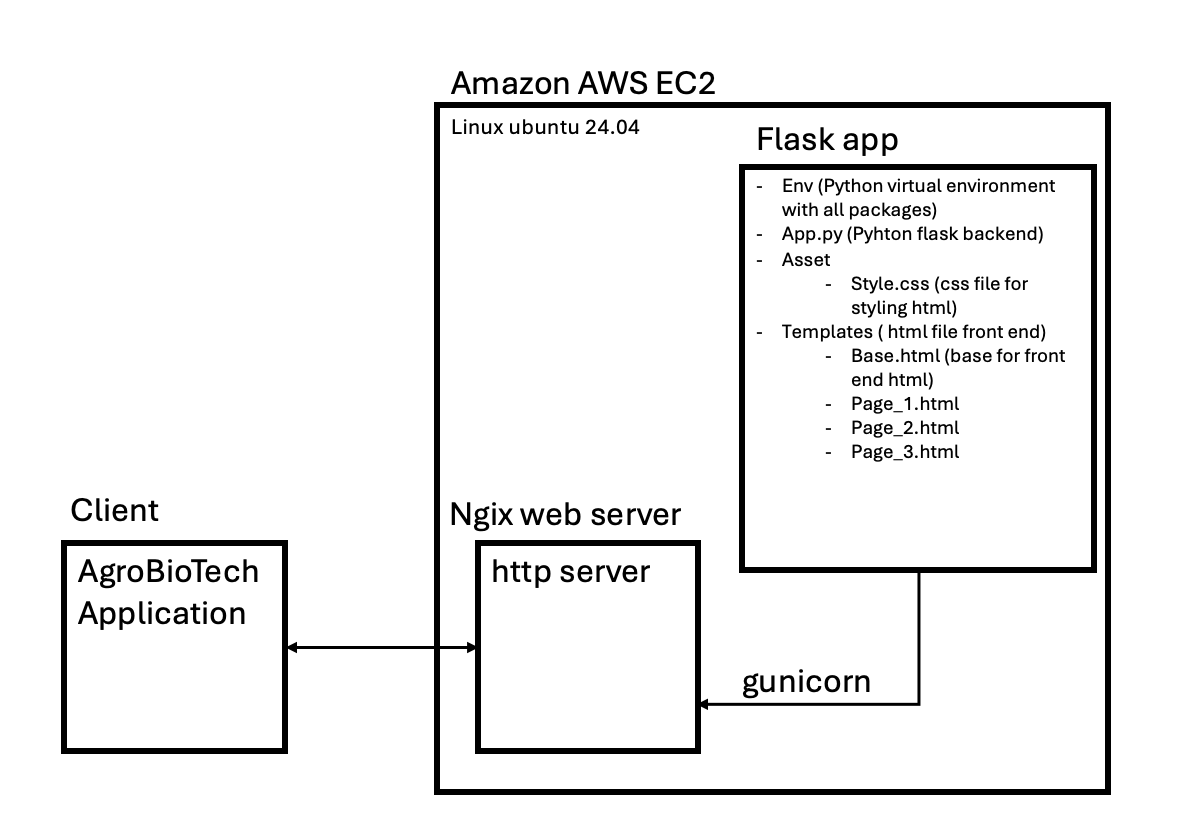 Amazon AWS EC2
Linux ubuntu 24.04
Flask app
- Env (Python virtual environment
with all packages)
- App.py (Pyhton flask backend)
- Asset
- Style.css (css file for
styling html)
- Templates ( html file front end)
- Base.html (base for front
end html)
- Page_1.html
- Page_2.html
- Page_3.html
Client
AgroBioTech
Application
Ngix web server
http server
gunicorn